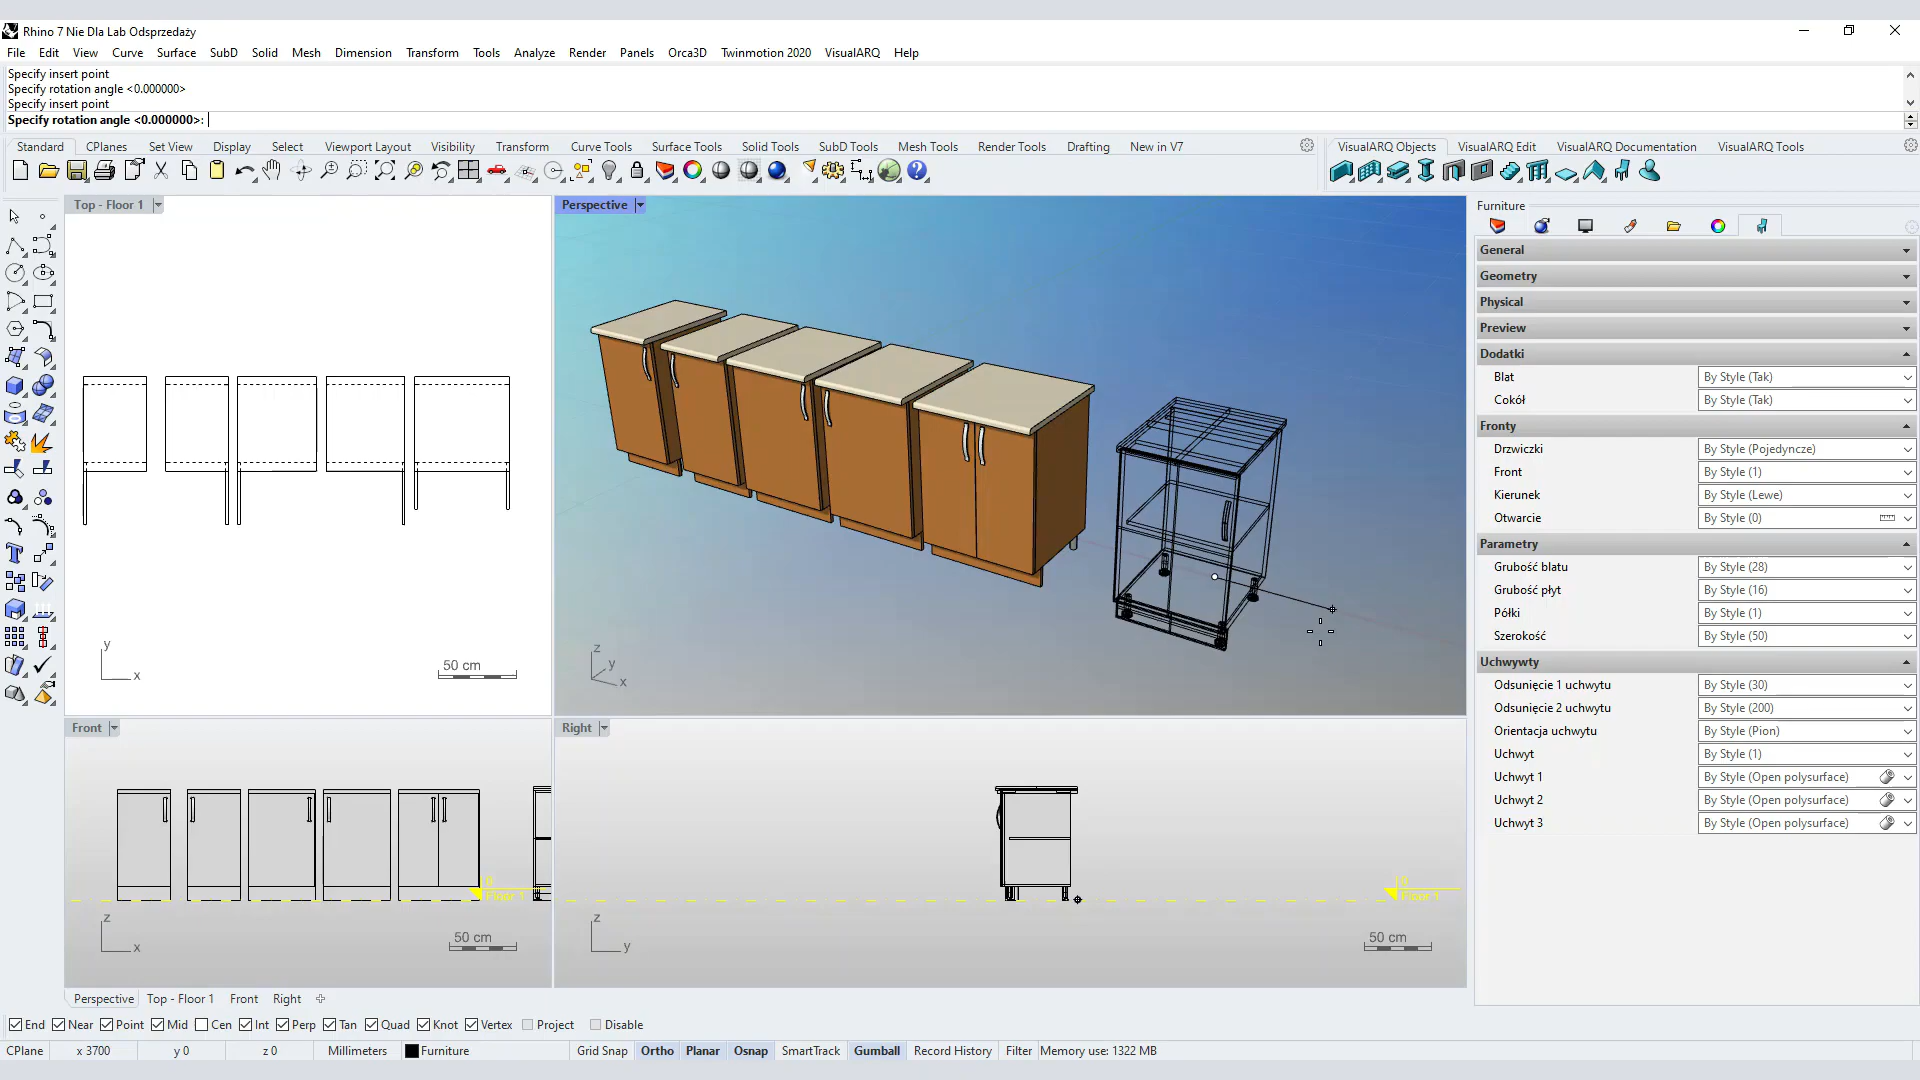 Rhino 7 Nie Dla Lab Odsprzedaży
File Edit View Curve Surface SubD Solid Mesh Dimension Transform Tools Analyze Render Panels Orca3D Twinmotion 2020 VisualARQ Help
Specify insert point
Specify rotation angle <0.000000>
Specify insert point
Specify rotation angle <0.000000>:
Standard CPlanes Set View Display Select Viewport Layout Visibility Transform Curve Tools Surface Tools Solid Tools SubD Tools Mesh Tools Render Tools Drafting New in V7
VisualARQ Objects VisualARQ Edit VisualARQ Documentation VisualARQ Tools
Top - Floor 1
Perspective
Furniture
General
Geometry
Physical
Preview
Dodatki
Blat By Style (Tak)
Cokół By Style (Tak)
Fronty
Drzwiczki By Style (Pojedyncze)
Front By Style (1)
Kierunek By Style (Lewe)
Otwarcie By Style (0)
Parametry
Grubość blatu By Style (28)
Grubość płyt By Style (16)
Półki By Style (1)
Szerokość By Style (50)
Uchwywty
Odsunięcie 1 uchwytu By Style (30)
Odsunięcie 2 uchwytu By Style (200)
Orientacja uchwytu By Style (Pion)
Uchwyt By Style (1)
Uchwyt 1 By Style (Open polysurface)
Uchwyt 2 By Style (Open polysurface)
Uchwyt 3 By Style (Open polysurface)
y
x
50 cm
z
y
x
Front
Right
0
Floor 1
0
Floor 1
z
x
50 cm
z
y
50 cm
Perspective Top - Floor 1 Front Right
End Near Point Mid Cen Int Perp Tan Quad Knot Vertex Project Disable
CPlane x 3700 y 0 z 0 Millimeters Furniture Grid Snap Ortho Planar Osnap SmartTrack Gumball Record History Filter Memory use: 1322 MB